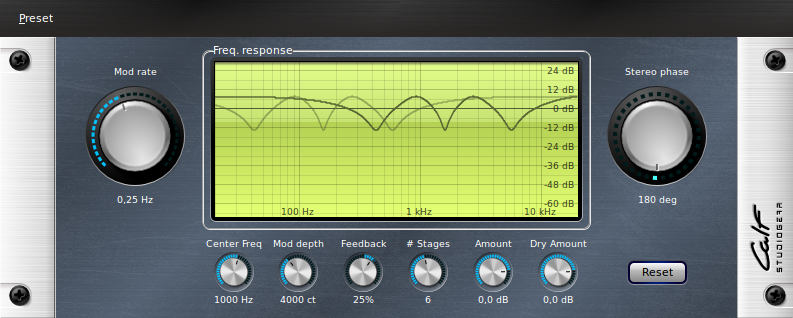 Preset
Freq. response
Mod rate
0,25 Hz
24 dB
12 dB
0 dB
-12 dB
-24 dB
-36 dB
-48 dB
-60 dB
100 Hz 1 kHz 10 kHz
Stereo phase
180 deg
Center Freq Mod depth Feedback # Stages Amount Dry Amount
1000 Hz 4000 ct 25% 6 0,0 dB 0,0 dB
Reset
Calf
STUDIOGEAR